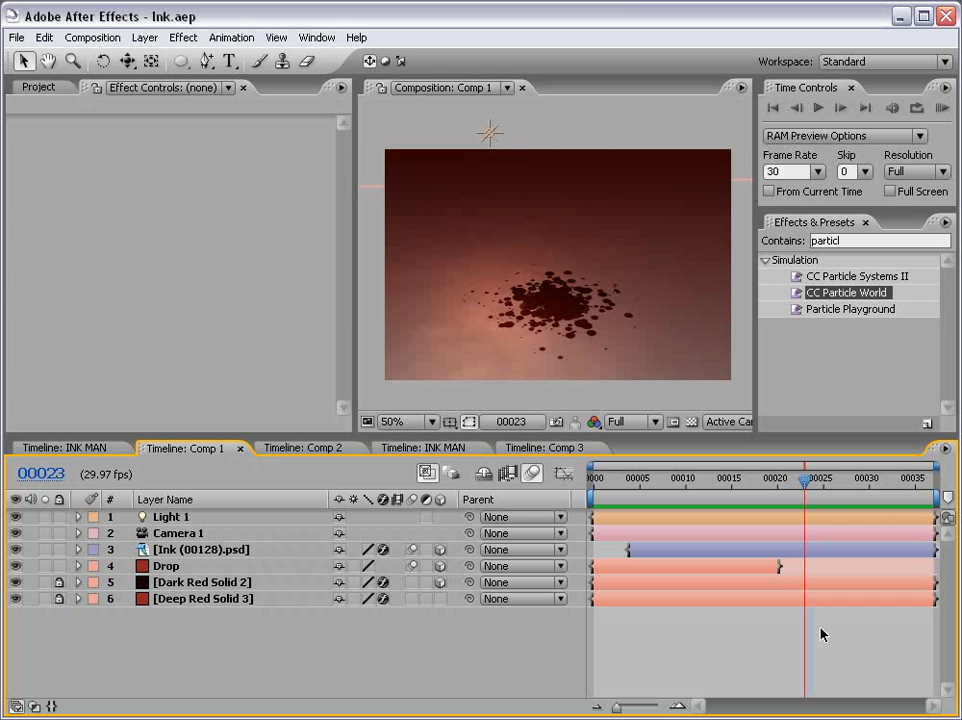 Adobe After Effects - Ink.aep
File Edit Composition Layer Effect Animation View Window Help
T
Workspace: Standard
Project Effect Controls: (none)
Composition: Comp 1
Time Controls
RAM Preview Options
Frame Rate Skip Resolution
30 0 Full
From Current Time Full Screen
Effects & Presets
Contains: particl
Simulation
CC Particle Systems II
CC Particle World
Particle Playground
50% 00023 Full Active Car
Timeline: INK MAN Timeline: Comp 1 Timeline: Comp 2 Timeline: INK MAN Timeline: Comp 3
00023 (29.97 fps)
0000 00005 00010 00015 00020 00025 00030 00035
# Layer Name Parent
1 Light 1 None
2 Camera 1 None
3 [Ink (00128).psd] None
4 Drop None
5 [Dark Red Solid 2] None
6 [Deep Red Solid 3] None